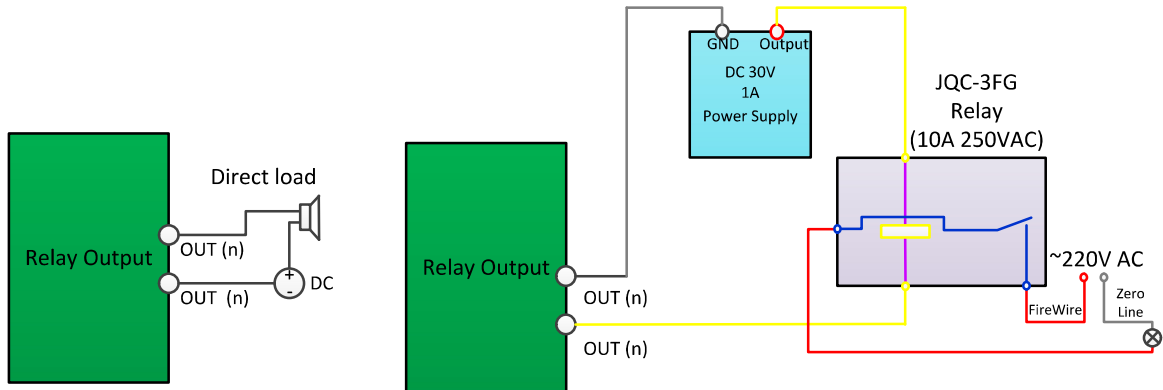 Relay Output
Direct load
OUT (n)
OUT (n)
+
-
DC
Relay Output
OUT (n)
OUT (n)
GND
Output
DC 30V
1A
Power Supply
JQC-3FG
Relay
(10A 250VAC)
~220V AC
FireWire
Zero
Line